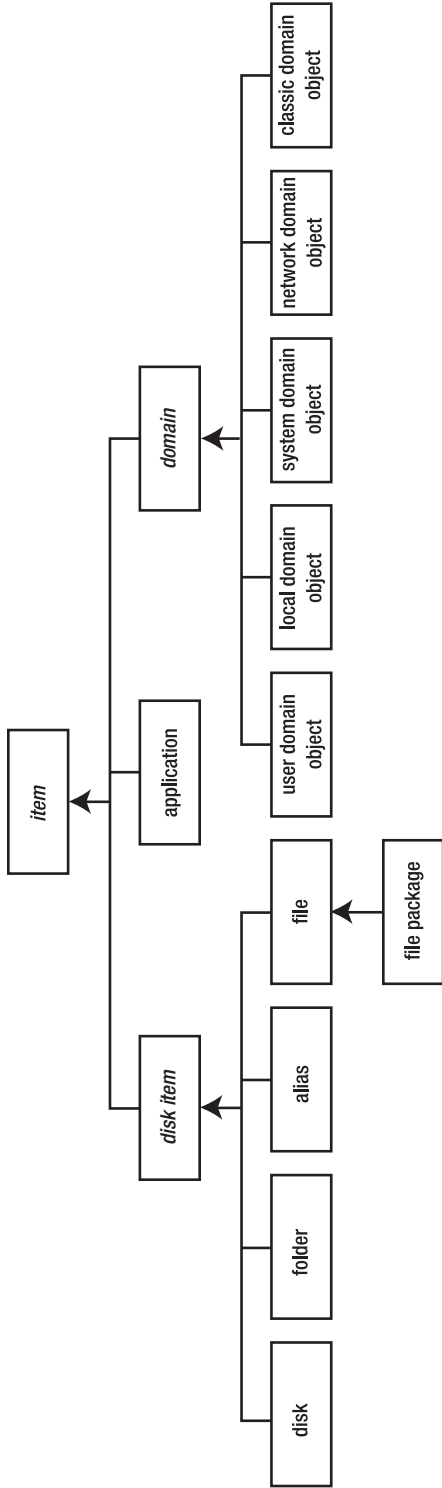 item
disk item
application
domain
disk
folder
alias
file
user domain
object
local domain
object
system domain
object
network domain
object
classic domain
object
file package